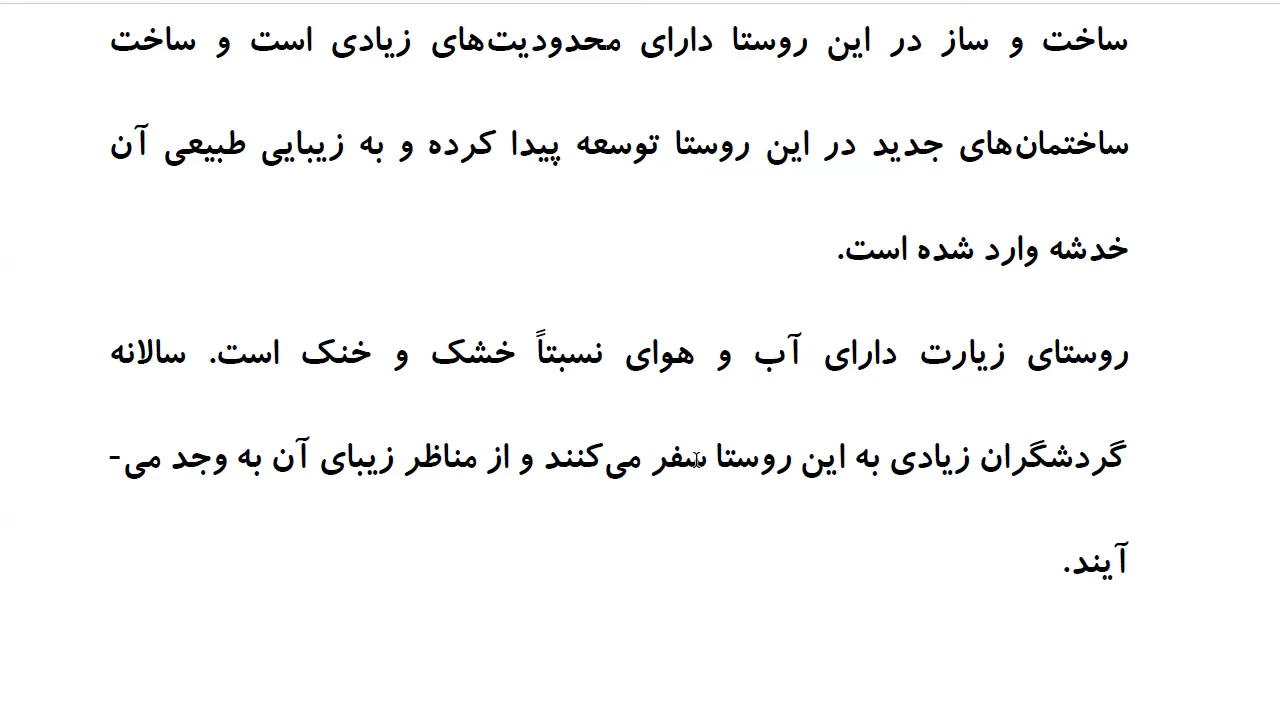 ساخت و ساز در این روستا دارای محدودیت‌های زیادی است و ساخت
ساختمان‌های جدید در این روستا توسعه پیدا کرده و به زیبایی طبیعی آن
خدشه وارد شده است.
روستای زیارت دارای آب و هوای نسبتاً خشک و خنک است. سالانه
گردشگران زیادی به این روستا سفر می‌کنند و از مناظر زیبای آن به وجد می-
آیند.